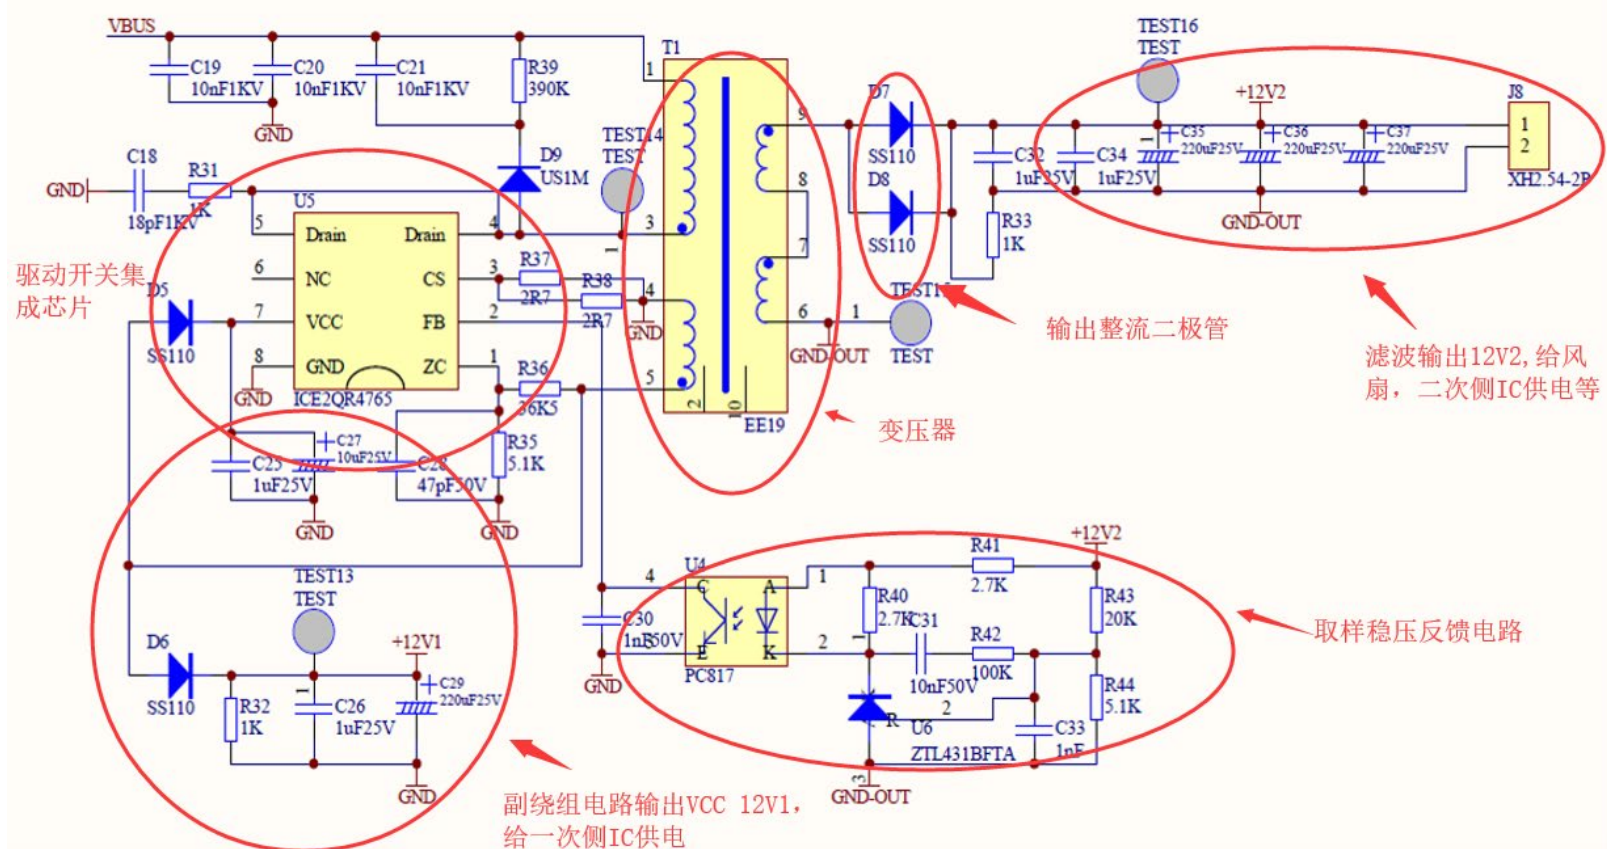 VBUS
C19
10nF1KV
C20
10nF1KV
C21
10nF1KV
R39
390K
GND
T1
TEST14
TEST
D9
US1M
C18
18pF1KV
R31
1K
GND
U5
5
Drain
Drain
4
6
NC
CS
3
7
VCC
FB
2
8
GND
ZC
1
ICE2QR4765
GND
驱动开关集
成芯片
D5
SS110
R37
2R7
R38
2R7
GND
R36
36K5
R35
5.1K
C25
1uF25V
C27
10uF25V
C28
47pF50V
GND
GND
1
3
4
5
2
10
9
8
7
6
1
EE19
变压器
D7
SS110
D8
SS110
GND-OUT
1
TEST
输出整流二极管
C32
1uF25V
C34
1uF25V
R33
1K
TEST16
TEST
1
+12V2
C35
220uF25V
C36
220uF25V
C37
220uF25V
GND-OUT
J8
1
2
XH2.54-2P
滤波输出12V2,给风
扇，二次侧IC供电等
TEST13
TEST
1
+12V1
D6
SS110
R32
1K
C26
1uF25V
C29
220uF25V
GND
副绕组电路输出VCC 12V1，
给一次侧IC供电
C30
1nF50V
GND
U4
4
C
A
1
3
E
K
2
PC817
R41
2.7K
+12V2
R40
2.7K
R43
20K
C31
10nF50V
R42
100K
1
R
2
U6
ZTL431BFTA
3
C33
1nF
R44
5.1K
GND-OUT
取样稳压反馈电路